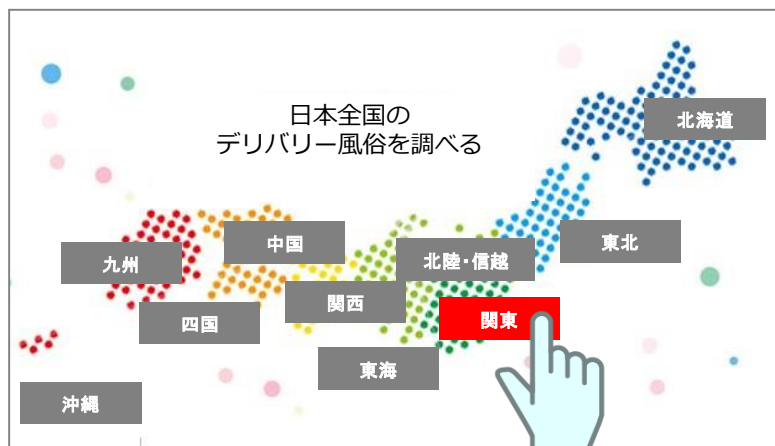 日本全国の
デリバリー風俗を調べる
北海道
東北
北陸・信越
中国
九州
関西
関東
四国
東海
沖縄